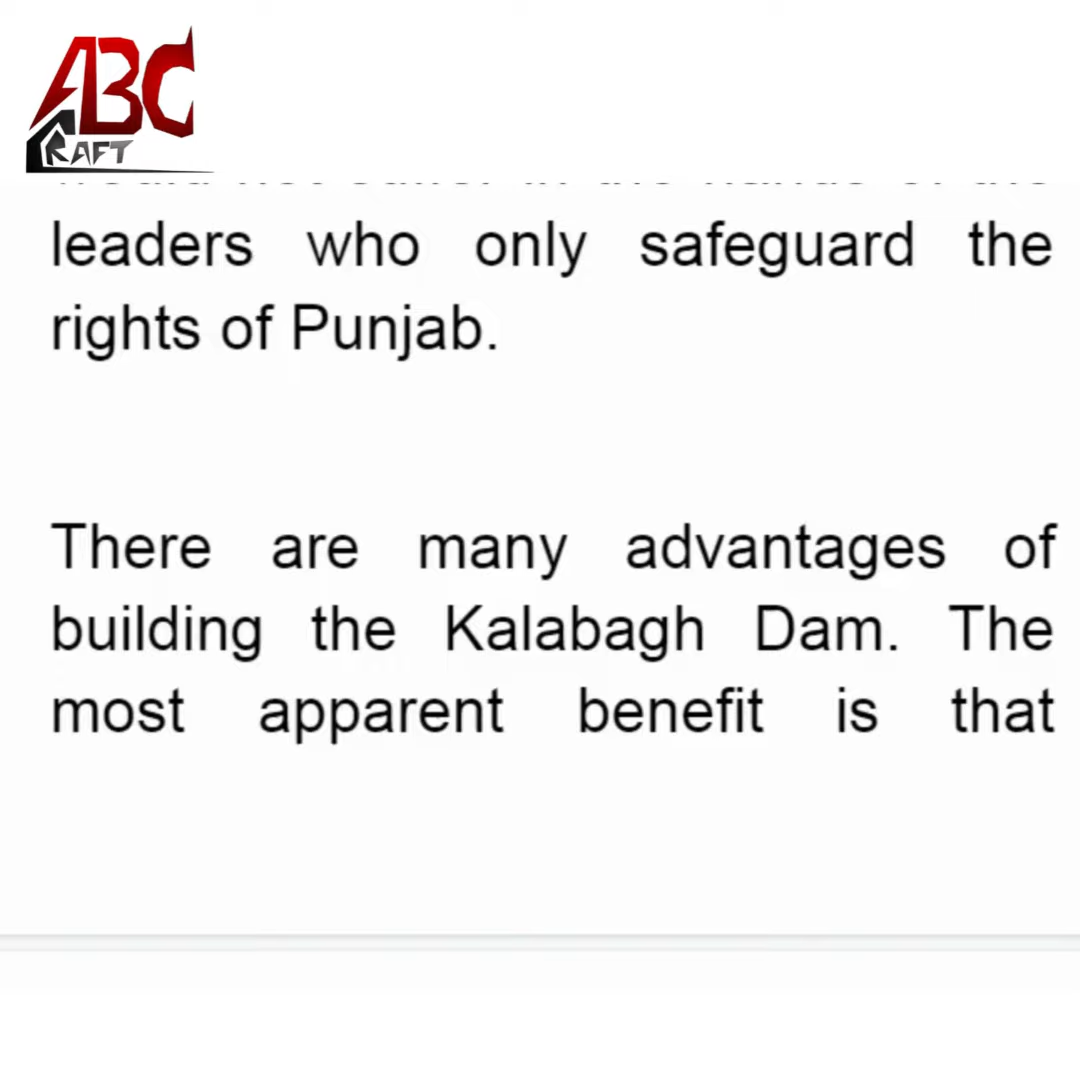 ABC
CRAFT
leaders who only safeguard the
rights of Punjab.
There are many advantages of
building the Kalabagh Dam. The
most apparent benefit is that